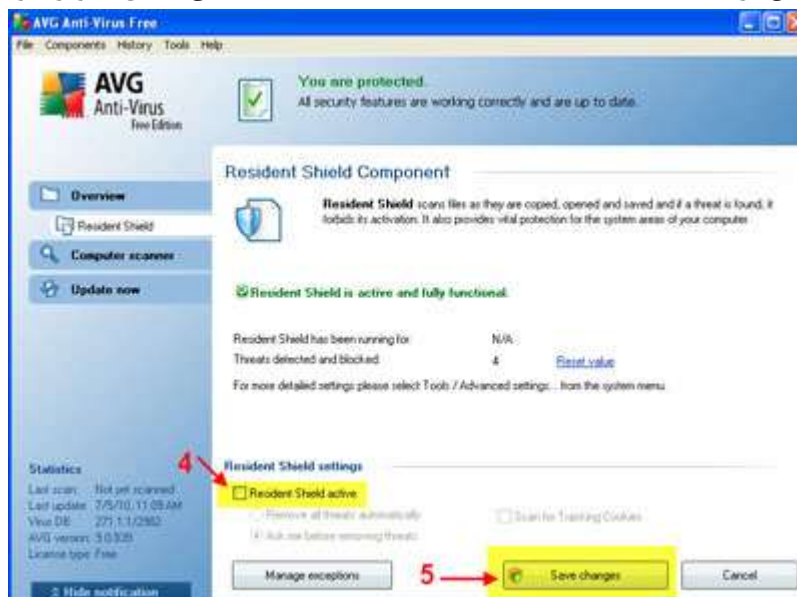 AVG Anti-Virus Free
File Components History Tools Help
AVG
Anti-Virus
Free Edition
You are protected.
All security features are working correctly and are up to date.
Resident Shield Component
Resident Shield scans files as they are copied, opened and saved and if a threat is found, it
forbids its activation. It also provides vital protection for the system areas of your computer
Overview
Resident Shield
Computer scanner
Update now
Resident Shield is active and fully functional.
Resident Shield has been running for N/A
Threats detected and blocked 4 Reset value
For more detailed settings please select Tools / Advanced settings... from the system menu
Statistics
Last scan: Not yet scanned
Last update: 7/5/10, 11:09 AM
Virus DB: 271.1.1/2982
AVG version: 9.0.839
License type: Free
Hide notification
4
Resident Shield settings
Resident Shield active
Remove all threats automatically
Scan for Tracking Cookies
Ask me before removing threats
Manage exceptions
5
Save changes
Cancel